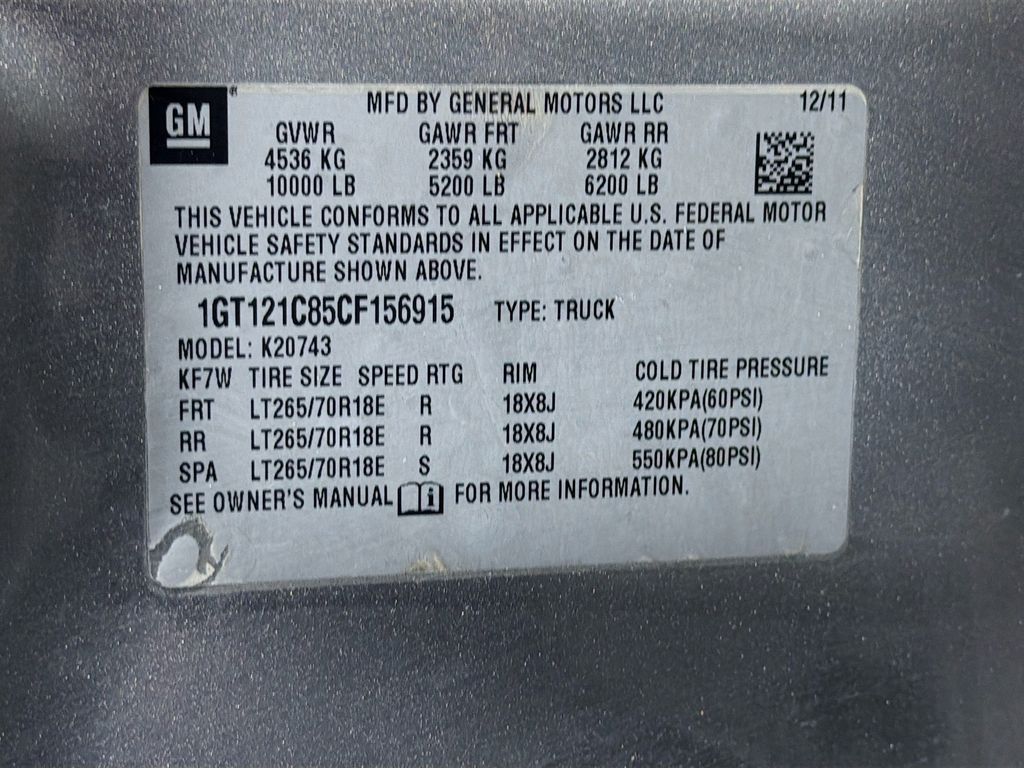 GM
MFD BY GENERAL MOTORS LLC 12/11
GVWR GAWR FRT GAWR RR
4536 KG 2359 KG 2812 KG
10000 LB 5200 LB 6200 LB
THIS VEHICLE CONFORMS TO ALL APPLICABLE U.S. FEDERAL MOTOR
VEHICLE SAFETY STANDARDS IN EFFECT ON THE DATE OF
MANUFACTURE SHOWN ABOVE.
1GT121C85CF156915 TYPE: TRUCK
MODEL: K20743
KF7W TIRE SIZE SPEED RTG RIM COLD TIRE PRESSURE
FRT LT265/70R18E R 18X8J 420KPA(60PSI)
RR LT265/70R18E R 18X8J 480KPA(70PSI)
SPA LT265/70R18E S 18X8J 550KPA(80PSI)
SEE OWNER'S MANUAL i FOR MORE INFORMATION.